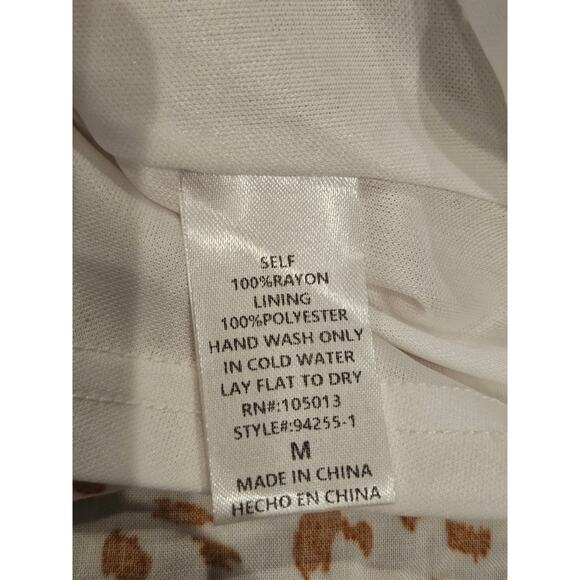 SELF
100%RAYON
LINING
100%POLYESTER
HAND WASH ONLY
IN COLD WATER
LAY FLAT TO DRY
RN#:105013
STYLE#:94255-1
M
MADE IN CHINA
HECHO EN CHINA